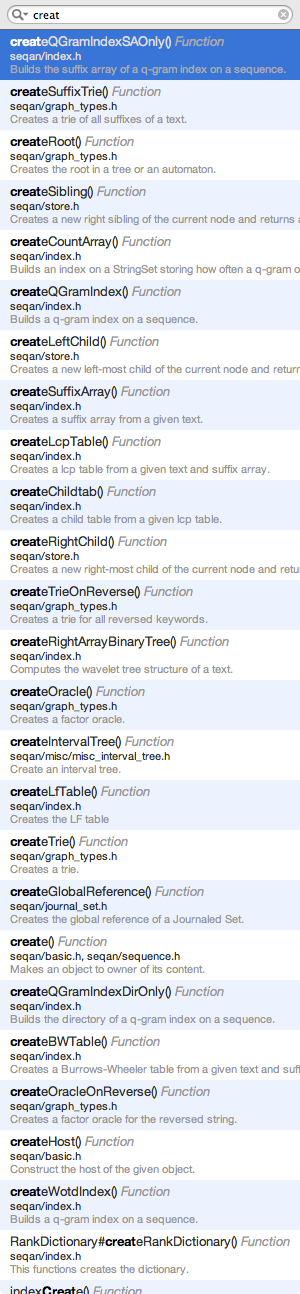 creat
createQGramIndexSAOnly() Function
seqan/index.h
Builds the suffix array of a q-gram index on a sequence.
createSuffixTrie() Function
seqan/graph_types.h
Creates a trie of all suffixes of a text.
createRoot() Function
seqan/graph_types.h
Creates the root in a tree or an automaton.
createSibling() Function
seqan/store.h
Creates a new right sibling of the current node and returns
createCountArray() Function
seqan/index.h
Builds an index on a StringSet storing how often a q-gram o
createQGramIndex() Function
seqan/index.h
Builds a q-gram index on a sequence.
createLeftChild() Function
seqan/store.h
Creates a new left-most child of the current node and return
createSuffixArray() Function
seqan/index.h
Creates a suffix array from a given text.
createLcpTable() Function
seqan/index.h
Creates a lcp table from a given text and suffix array.
createChildtab() Function
seqan/index.h
Creates a child table from a given lcp table.
createRightChild() Function
seqan/store.h
Creates a new right-most child of the current node and retu
createTrieOnReverse() Function
seqan/graph_types.h
Creates a trie for all reversed keywords.
createRightArrayBinaryTree() Function
seqan/index.h
Computes the wavelet tree structure of a text.
createOracle() Function
seqan/graph_types.h
Creates a factor oracle.
createIntervalTree() Function
seqan/misc/misc_interval_tree.h
Create an interval tree.
createLfTable() Function
seqan/index.h
Creates the LF table
createTrie() Function
seqan/graph_types.h
Creates a trie.
createGlobalReference() Function
seqan/journal_set.h
Creates the global reference of a Journaled Set.
create() Function
seqan/basic.h, seqan/sequence.h
Makes an object to owner of its content.
createQGramIndexDirOnly() Function
seqan/index.h
Builds the directory of a q-gram index on a sequence.
createBWTable() Function
seqan/index.h
Creates a Burrows-Wheeler table from a given text and suff
createOracleOnReverse() Function
seqan/graph_types.h
Creates a factor oracle for the reversed string.
createHost() Function
seqan/basic.h
Construct the host of the given object.
createWotdIndex() Function
seqan/index.h
Builds a q-gram index on a sequence.
RankDictionary#createRankDictionary() Function
seqan/index.h
This functions creates the dictionary.
indexCreate() Function